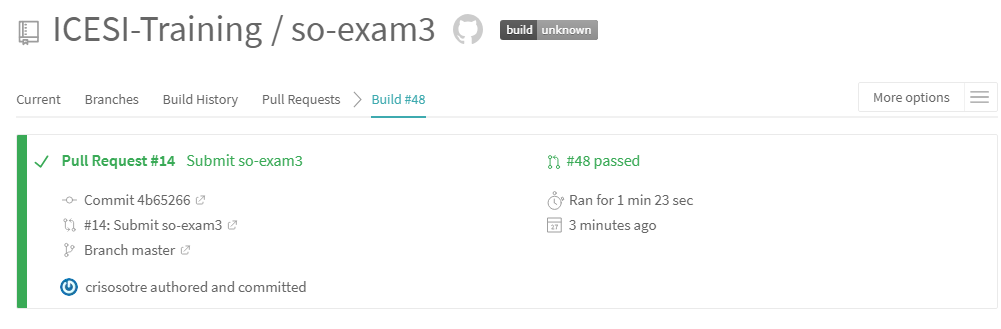 ICESI-Training / so-exam3 build unknown
Current Branches Build History Pull Requests Build #48 More options
Pull Request #14 Submit so-exam3 #48 passed
Commit 4b65266 Ran for 1 min 23 sec
#14: Submit so-exam3 27 3 minutes ago
Branch master
crisosotre authored and committed